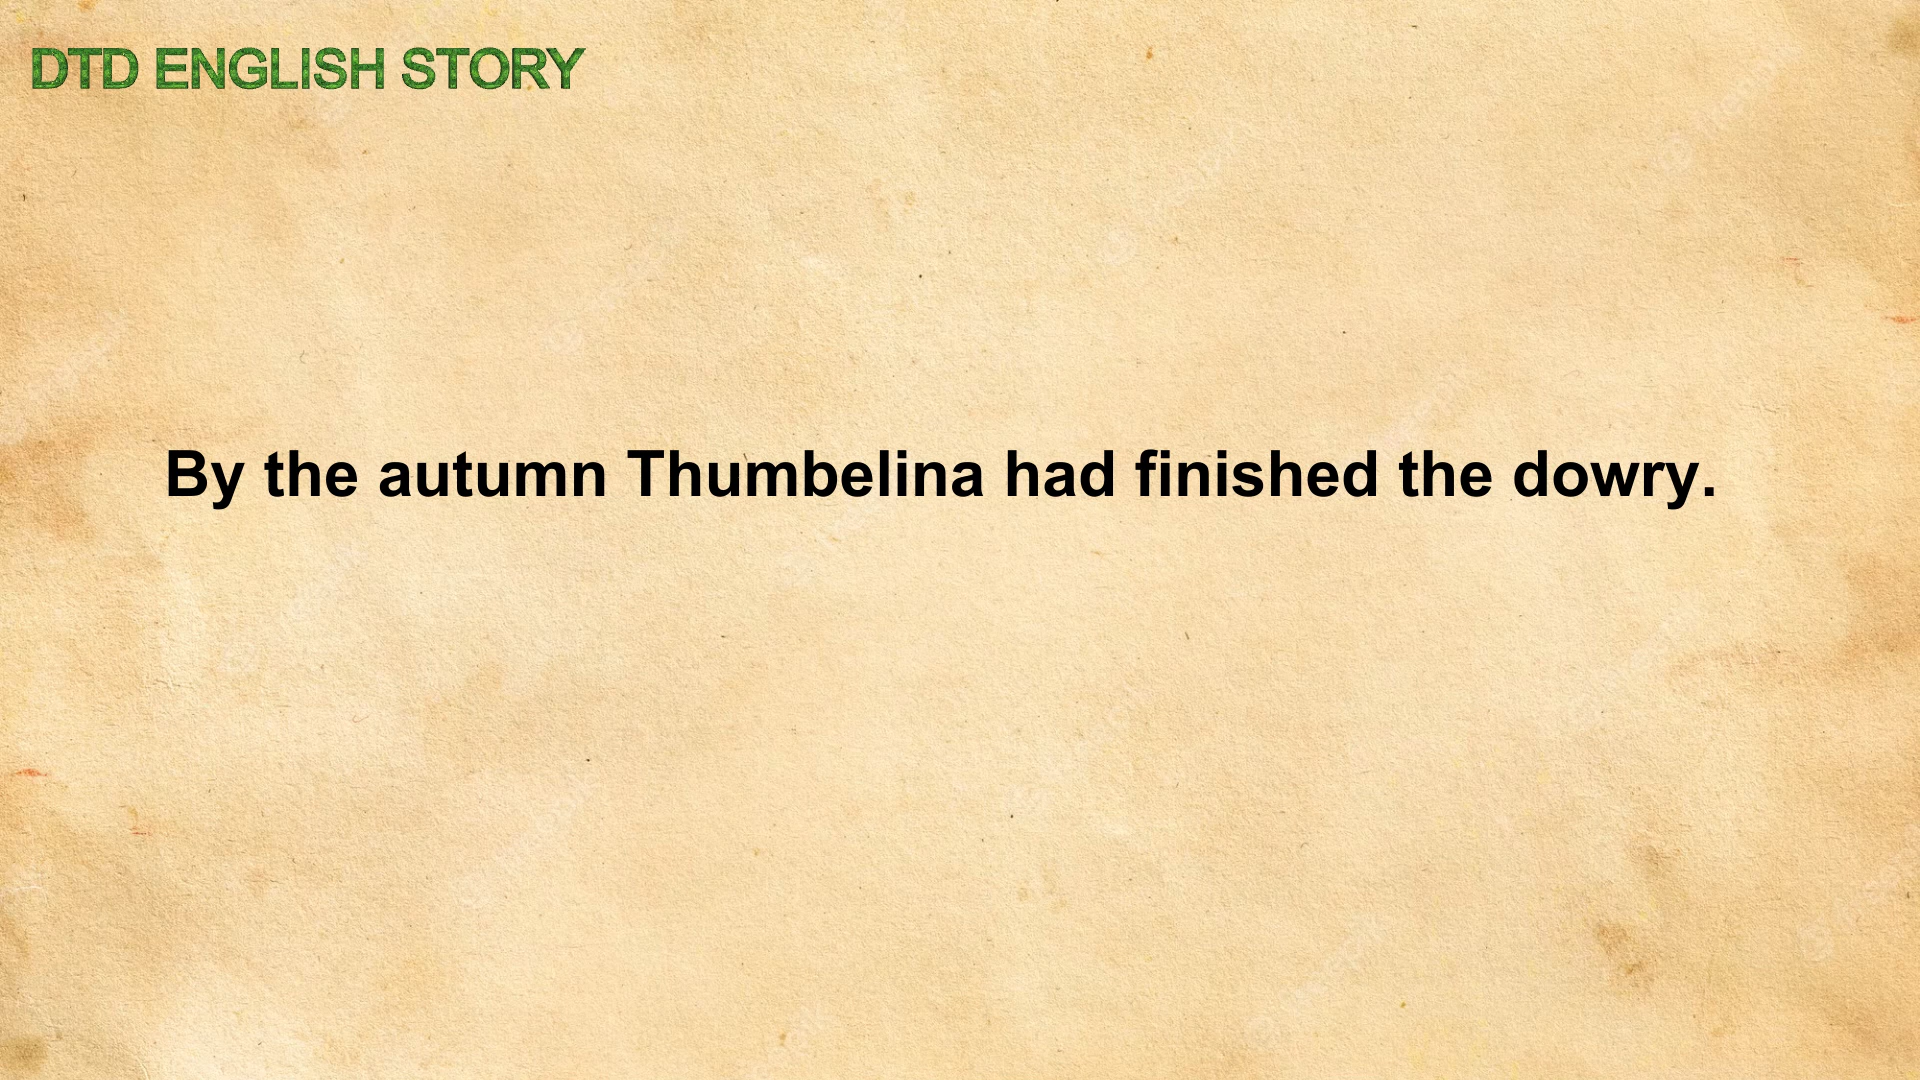 DTD ENGLISH STORY
By the autumn Thumbelina had finished the dowry.